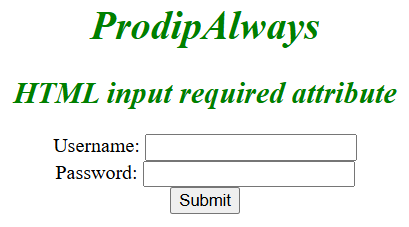 ProdipAlways
HTML input required attribute
Username:
Password:
Submit